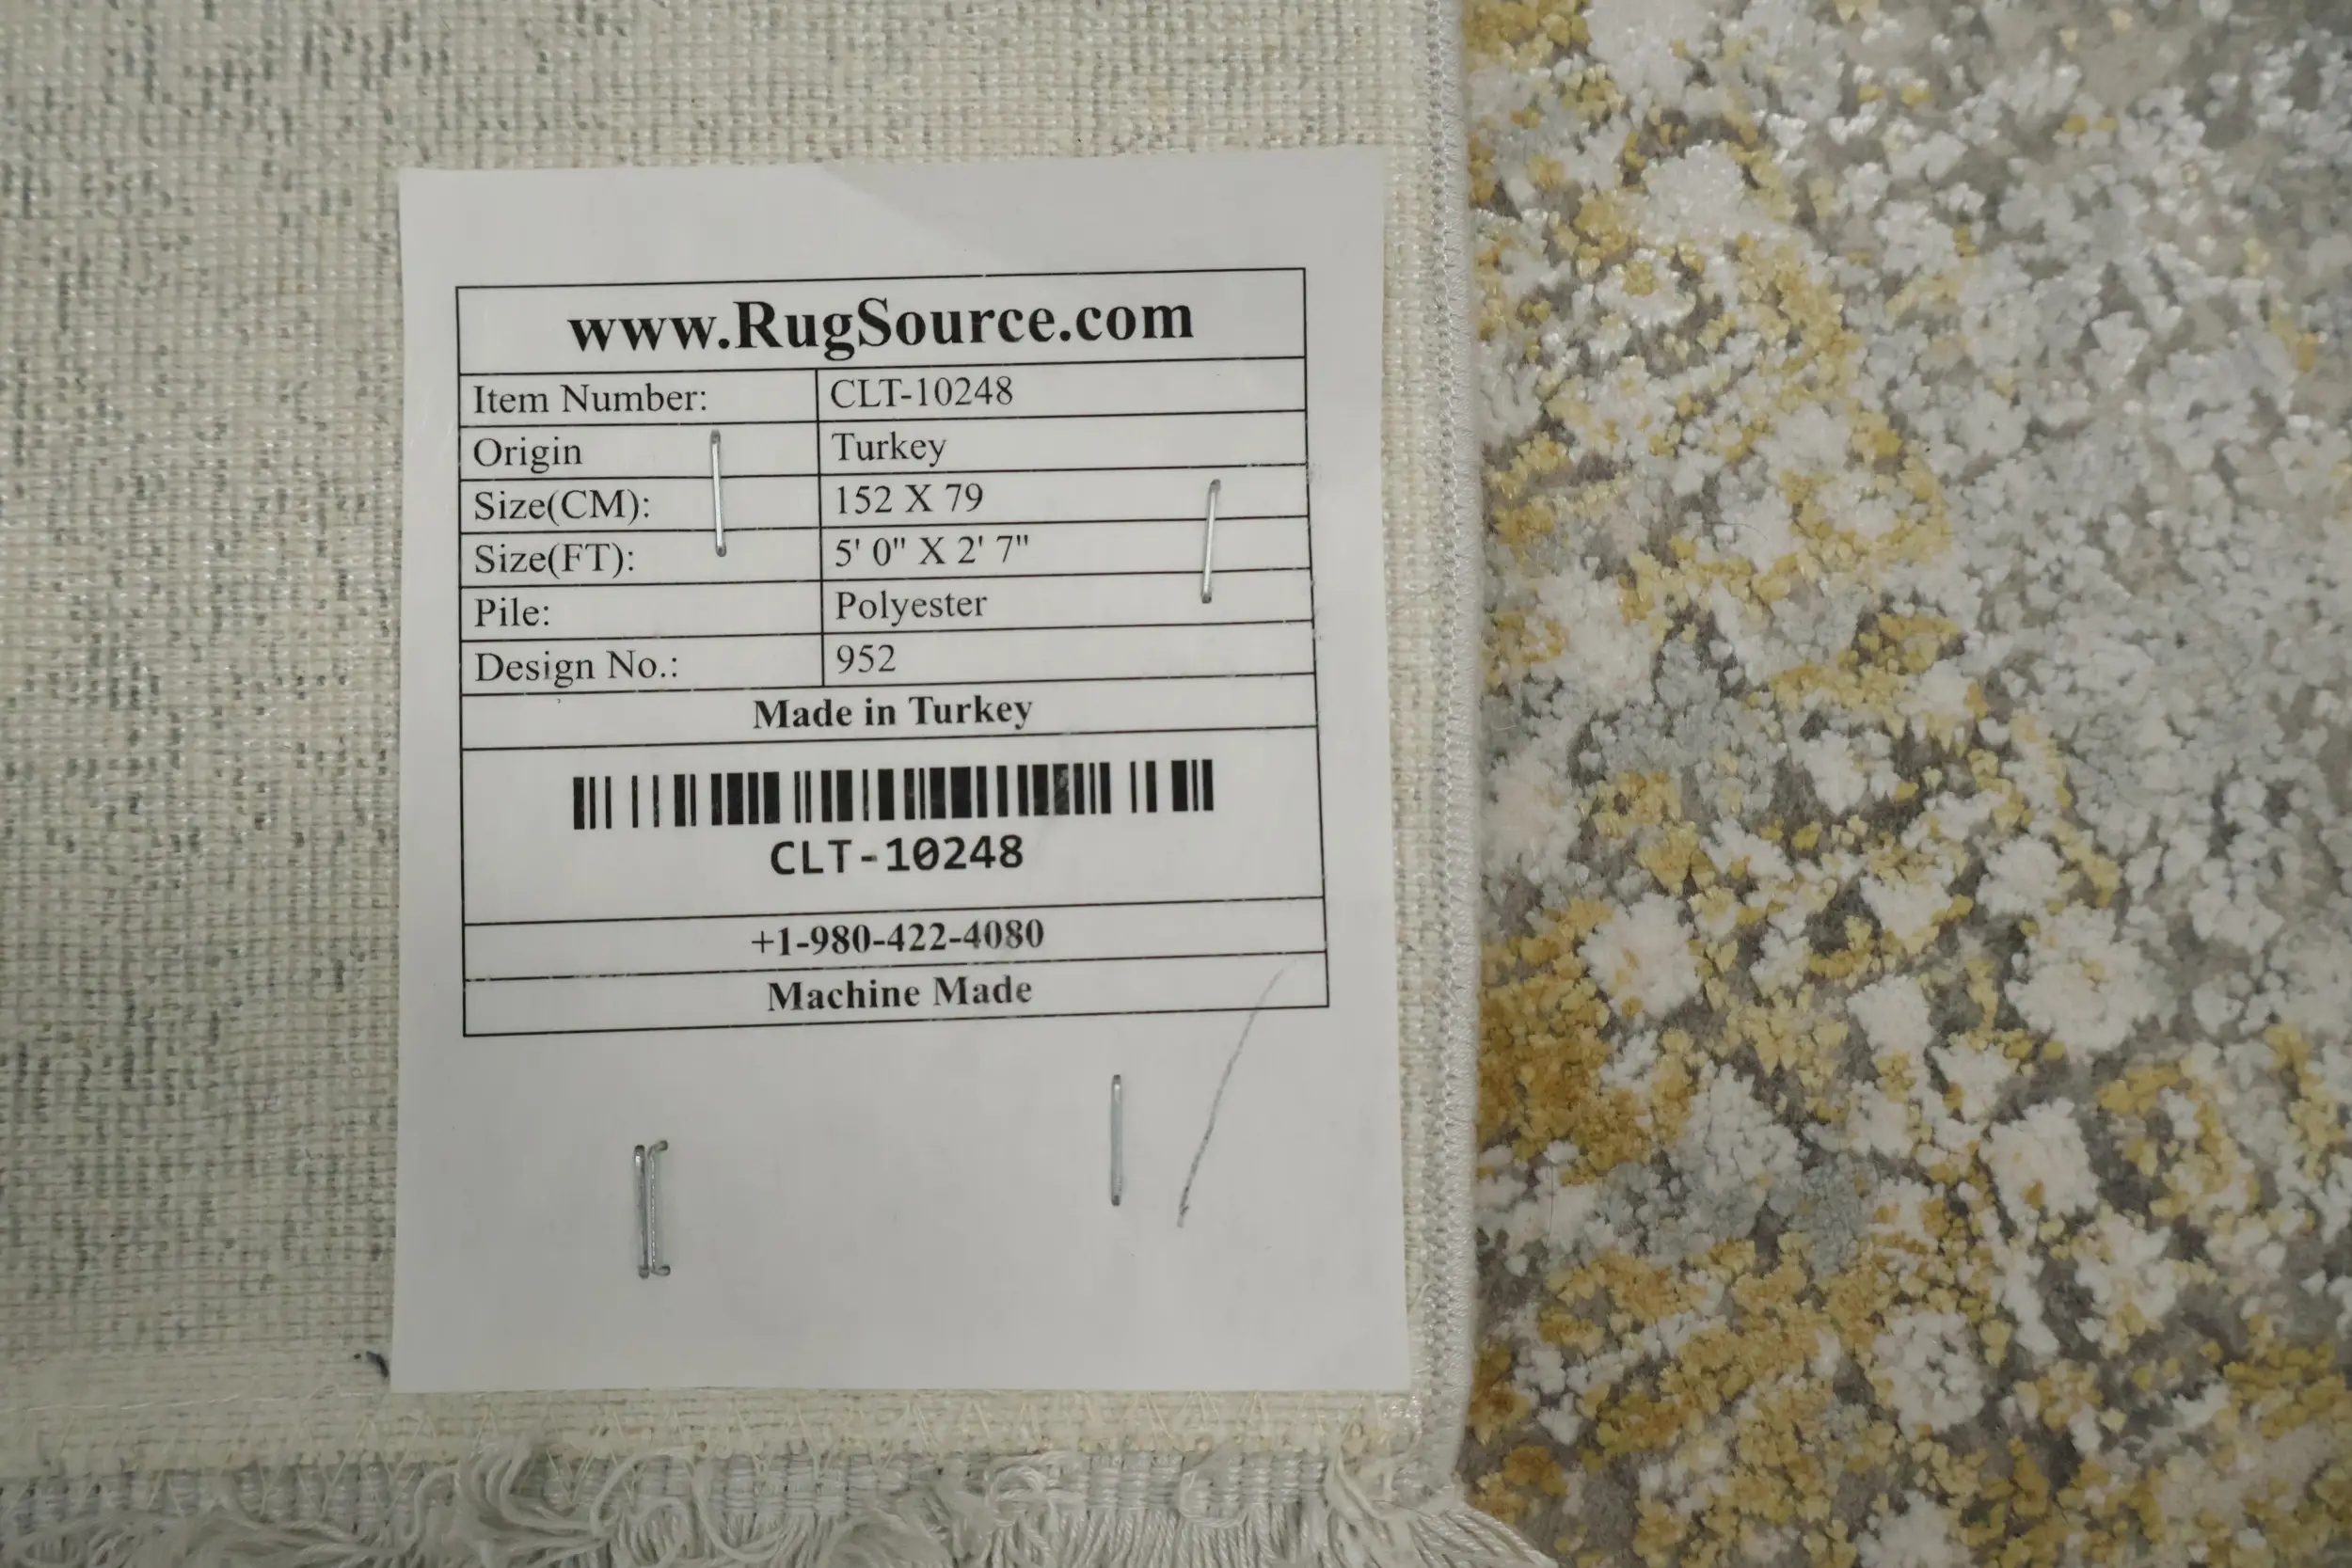 www.RugSource.com
Item Number: CLT-10248
Origin Turkey
Size(CM): 152 X 79
Size(FT): 5' 0" X 2' 7"
Pile: Polyester
Design No.: 952
Made in Turkey
CLT-10248
+1-980-422-4080
Machine Made